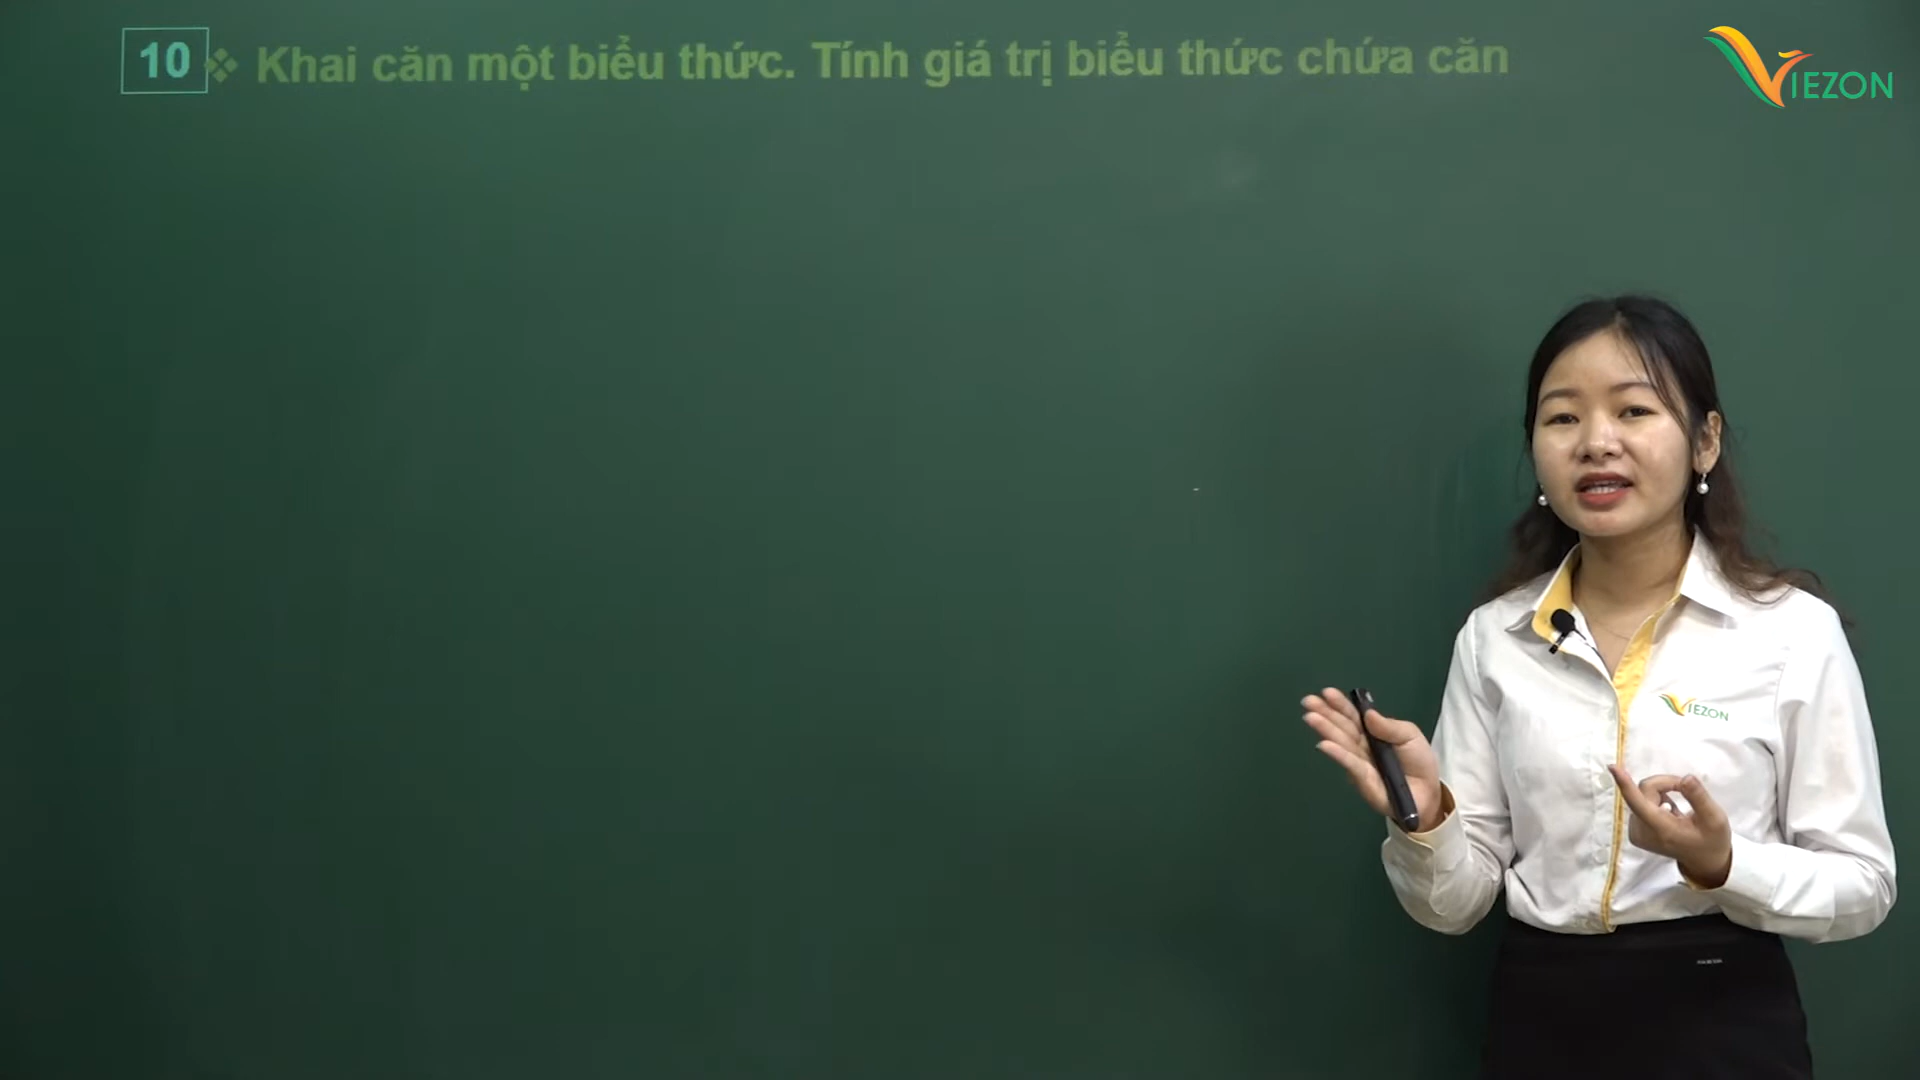 10 ❖ Khai căn một biểu thức. Tính giá trị biểu thức chứa căn
VIEZON
VIEZON